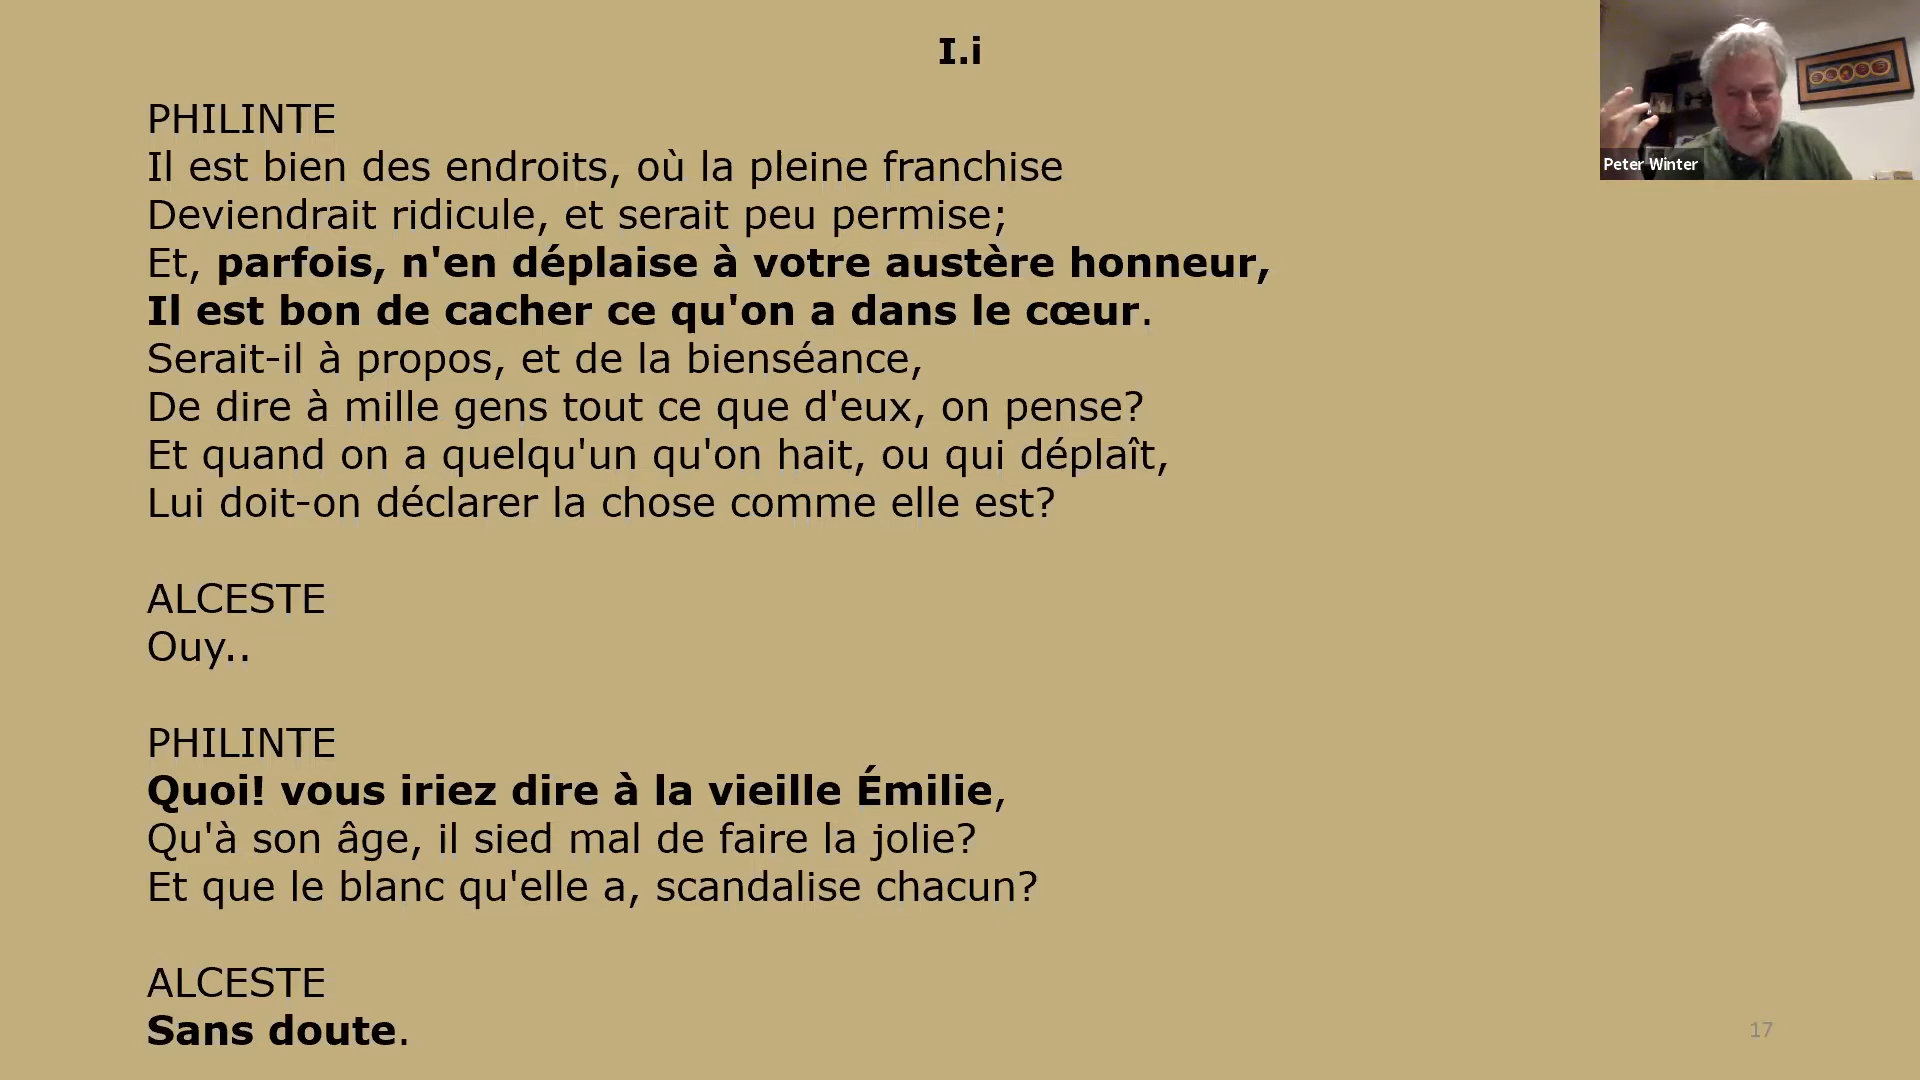 I.i
PHILINTE
Il est bien des endroits, où la pleine franchise
Deviendrait ridicule, et serait peu permise;
Et, parfois, n'en déplaise à votre austère honneur,
Il est bon de cacher ce qu'on a dans le cœur.
Serait-il à propos, et de la bienséance,
De dire à mille gens tout ce que d'eux, on pense?
Et quand on a quelqu'un qu'on hait, ou qui déplaît,
Lui doit-on déclarer la chose comme elle est?
ALCESTE
Ouy..
PHILINTE
Quoi! vous iriez dire à la vieille Émilie,
Qu'à son âge, il sied mal de faire la jolie?
Et que le blanc qu'elle a, scandalise chacun?
ALCESTE
Sans doute.
Peter Winter
17